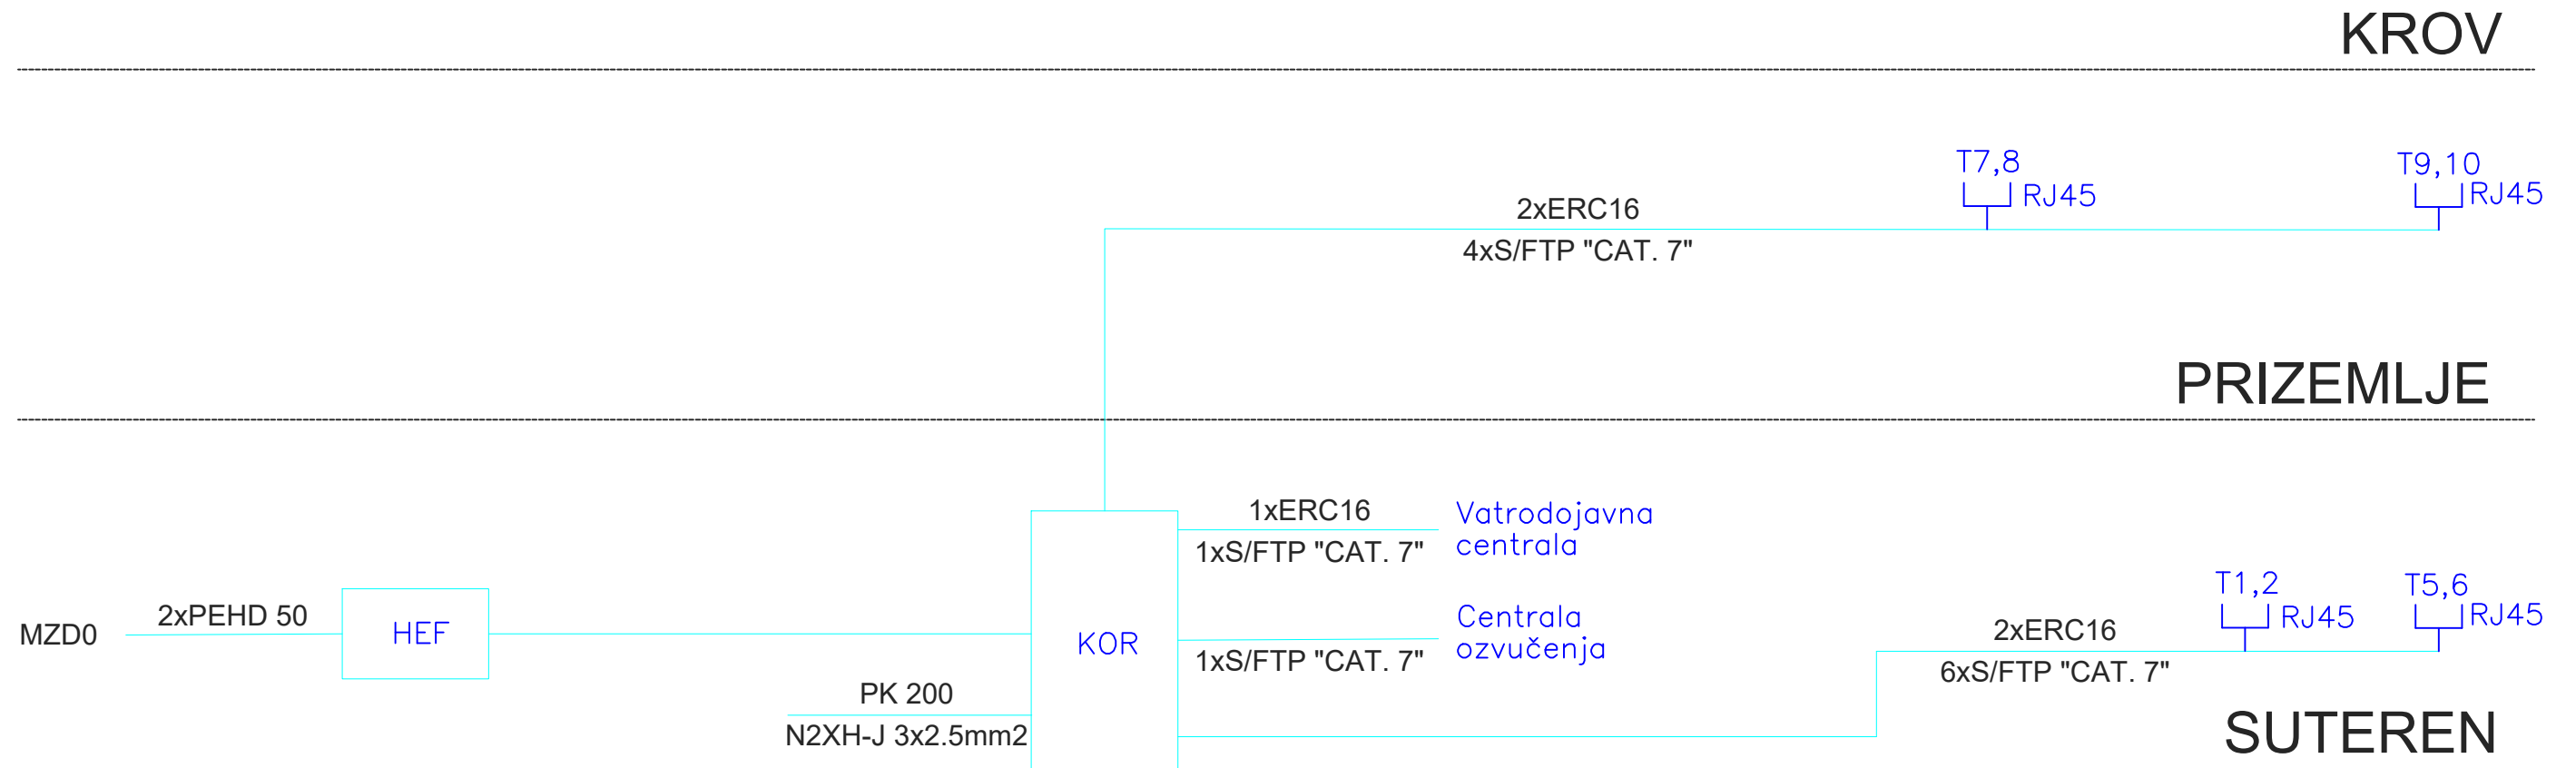 KROV
T7,8
RJ45
T9,10
RJ45
2xERC16
4xS/FTP "CAT. 7"
PRIZEMLJE
1xERC16
1xS/FTP "CAT. 7"
Vatrodojavna
centrala
MZD0
2xPEHD 50
HEF
KOR
1xS/FTP "CAT. 7"
Centrala
ozvučenja
2xERC16
6xS/FTP "CAT. 7"
T1,2
RJ45
T5,6
RJ45
PK 200
N2XH-J 3x2.5mm2
SUTEREN